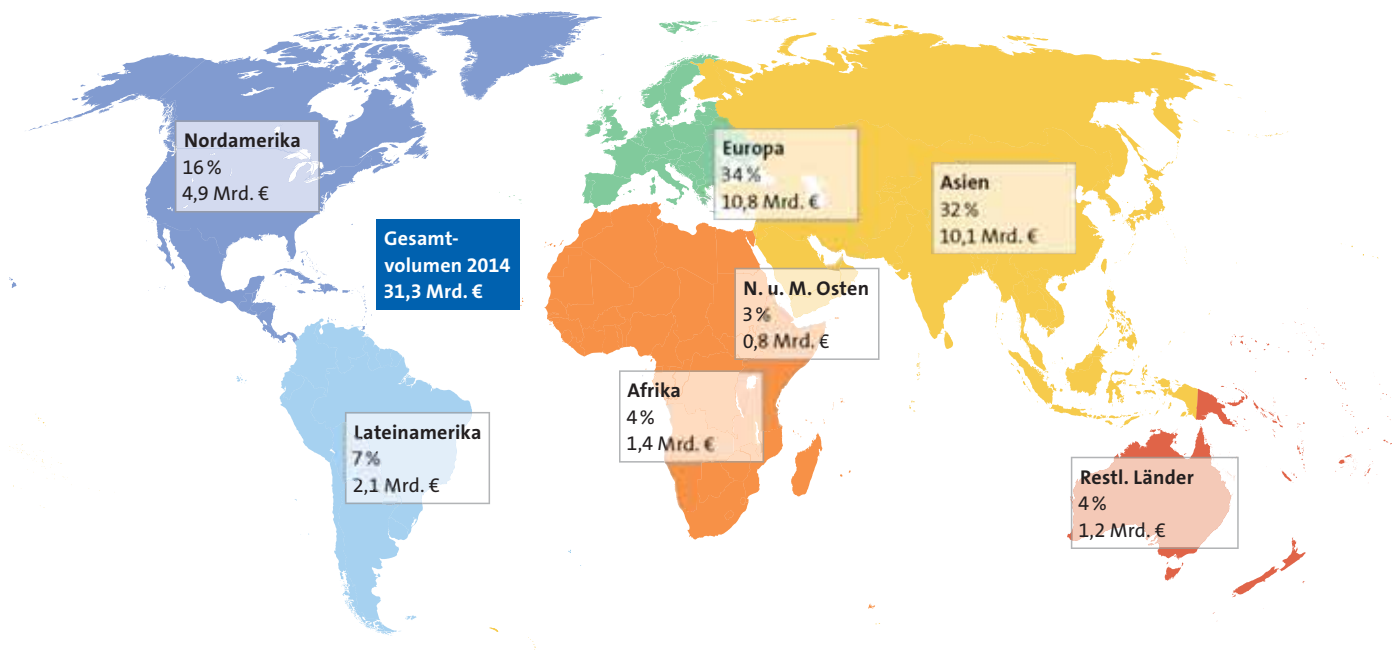 Nordamerika
16 %
4,9 Mrd. €
Gesamt-
volumen 2014
31,3 Mrd. €
Europa
34 %
10,8 Mrd. €
Asien
32 %
10,1 Mrd. €
N. u. M. Osten
3 %
0,8 Mrd. €
Afrika
4 %
1,4 Mrd. €
Lateinamerika
7 %
2,1 Mrd. €
Restl. Länder
4 %
1,2 Mrd. €